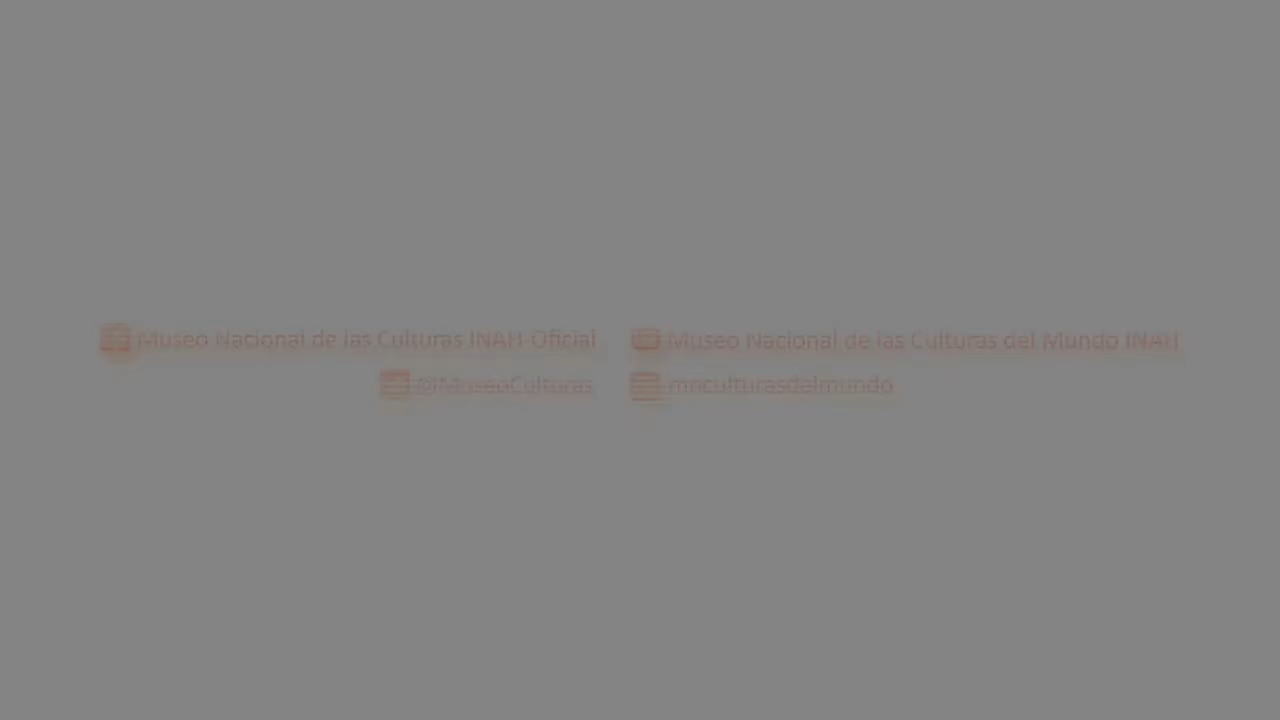 Museo Nacional de las Culturas INAH Oficial
Museo Nacional de las Culturas del Mundo INAH
@MuseoCulturas
mnculturasdelmundo